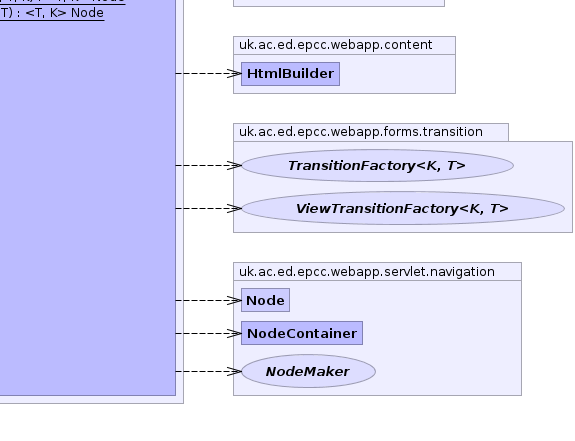 T) : <T, K> Node
uk.ac.ed.epcc.webapp.content
HtmlBuilder
uk.ac.ed.epcc.webapp.forms.transition
TransitionFactory<K, T>
ViewTransitionFactory<K, T>
uk.ac.ed.epcc.webapp.servlet.navigation
Node
NodeContainer
NodeMaker